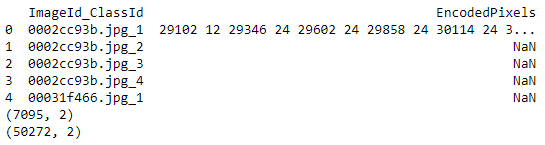 ImageId_ClassId EncodedPixels
0 0002cc93b.jpg_1 29102 12 29346 24 29602 24 29858 24 30114 24 3...
1 0002cc93b.jpg_2 NaN
2 0002cc93b.jpg_3 NaN
3 0002cc93b.jpg_4 NaN
4 00031f466.jpg_1 NaN
(7095, 2)
(50272, 2)